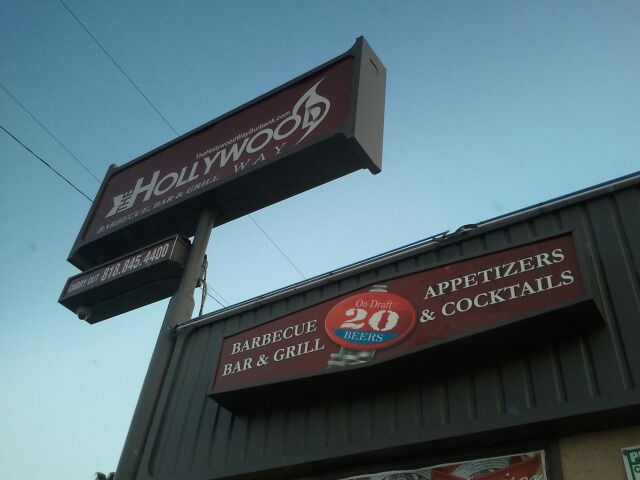 TheHollywoodWayBurbank.com
THE HOLLYWOOD
WAY
BARBECUE, BAR & GRILL
CARRY OUT 818.845.4400
BARBECUE
BAR & GRILL
On Draft
20
BEERS
APPETIZERS
& COCKTAILS